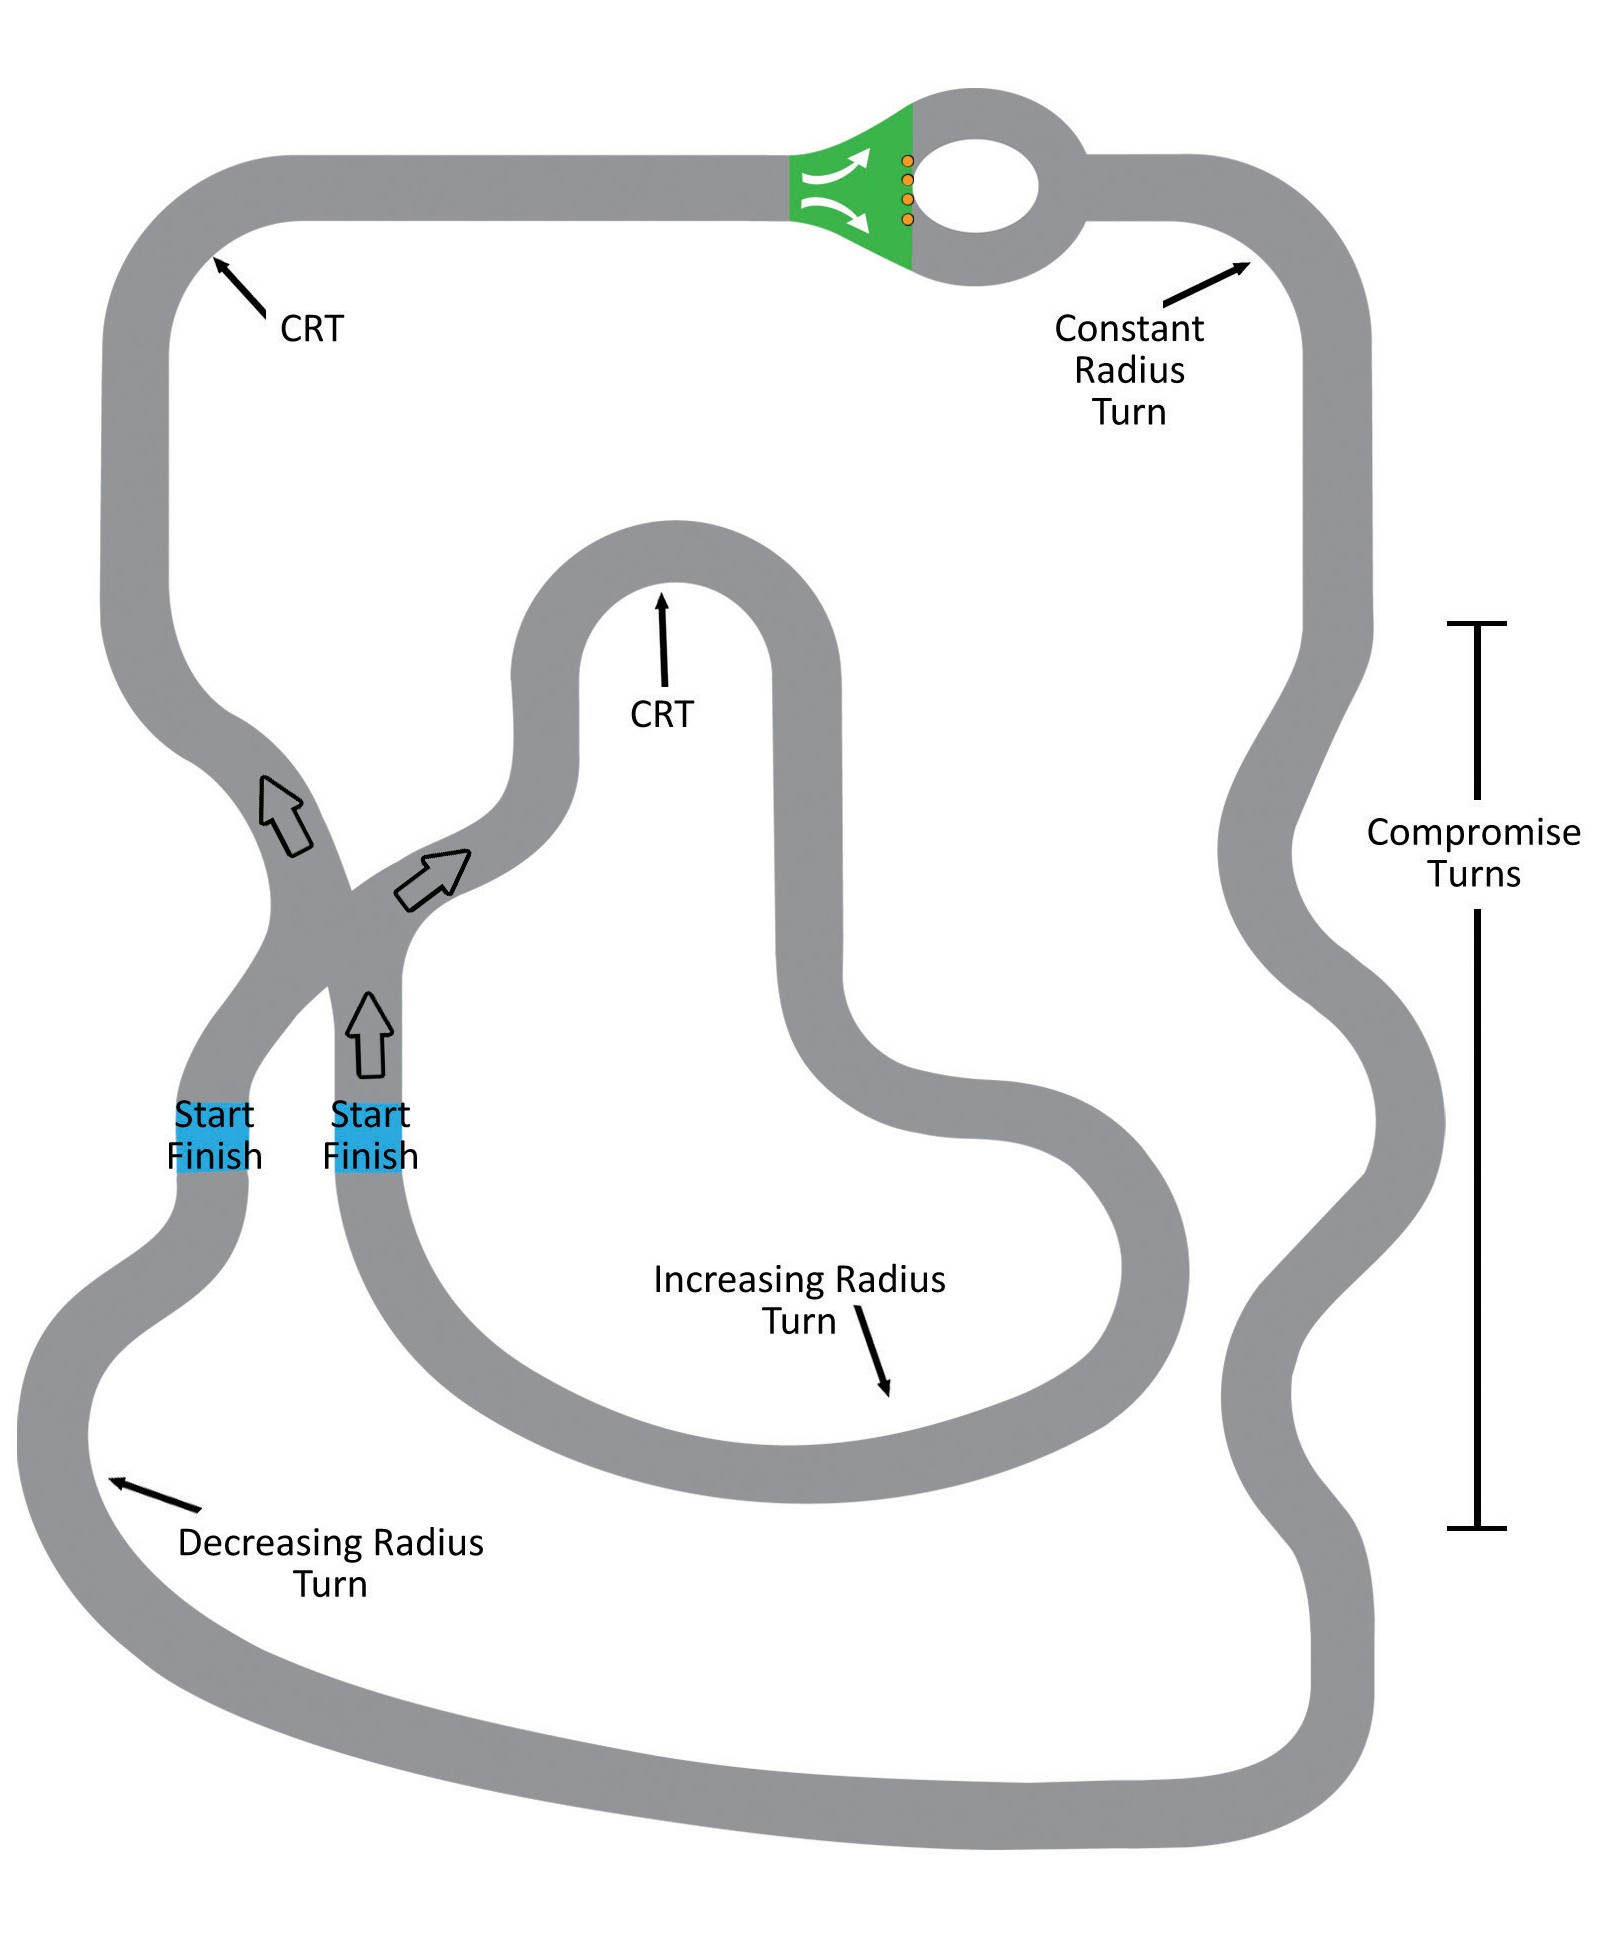 CRT
Constant
Radius
Turn
CRT
Compromise
Turns
Start
Finish
Start
Finish
Increasing Radius
Turn
Decreasing Radius
Turn